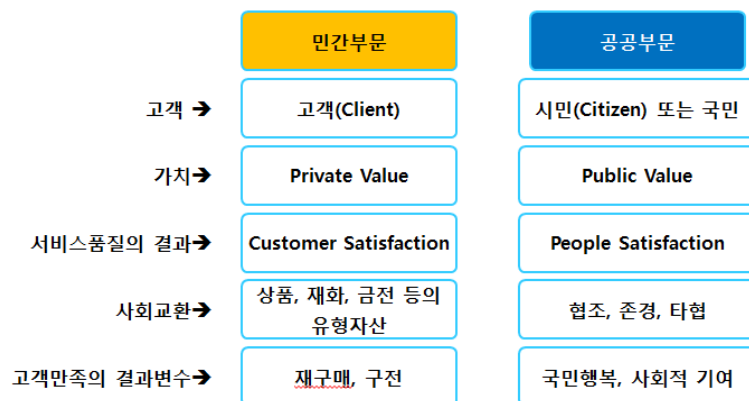 민간부문 공공부문
고객 ➔ 고객(Client) 시민(Citizen) 또는 국민
가치➔ Private Value Public Value
서비스품질의 결과➔ Customer Satisfaction People Satisfaction
사회교환➔ 상품, 재화, 금전 등의 협조, 존경, 타협
유형자산
고객만족의 결과변수➔ 재구매, 구전 국민행복, 사회적 기여